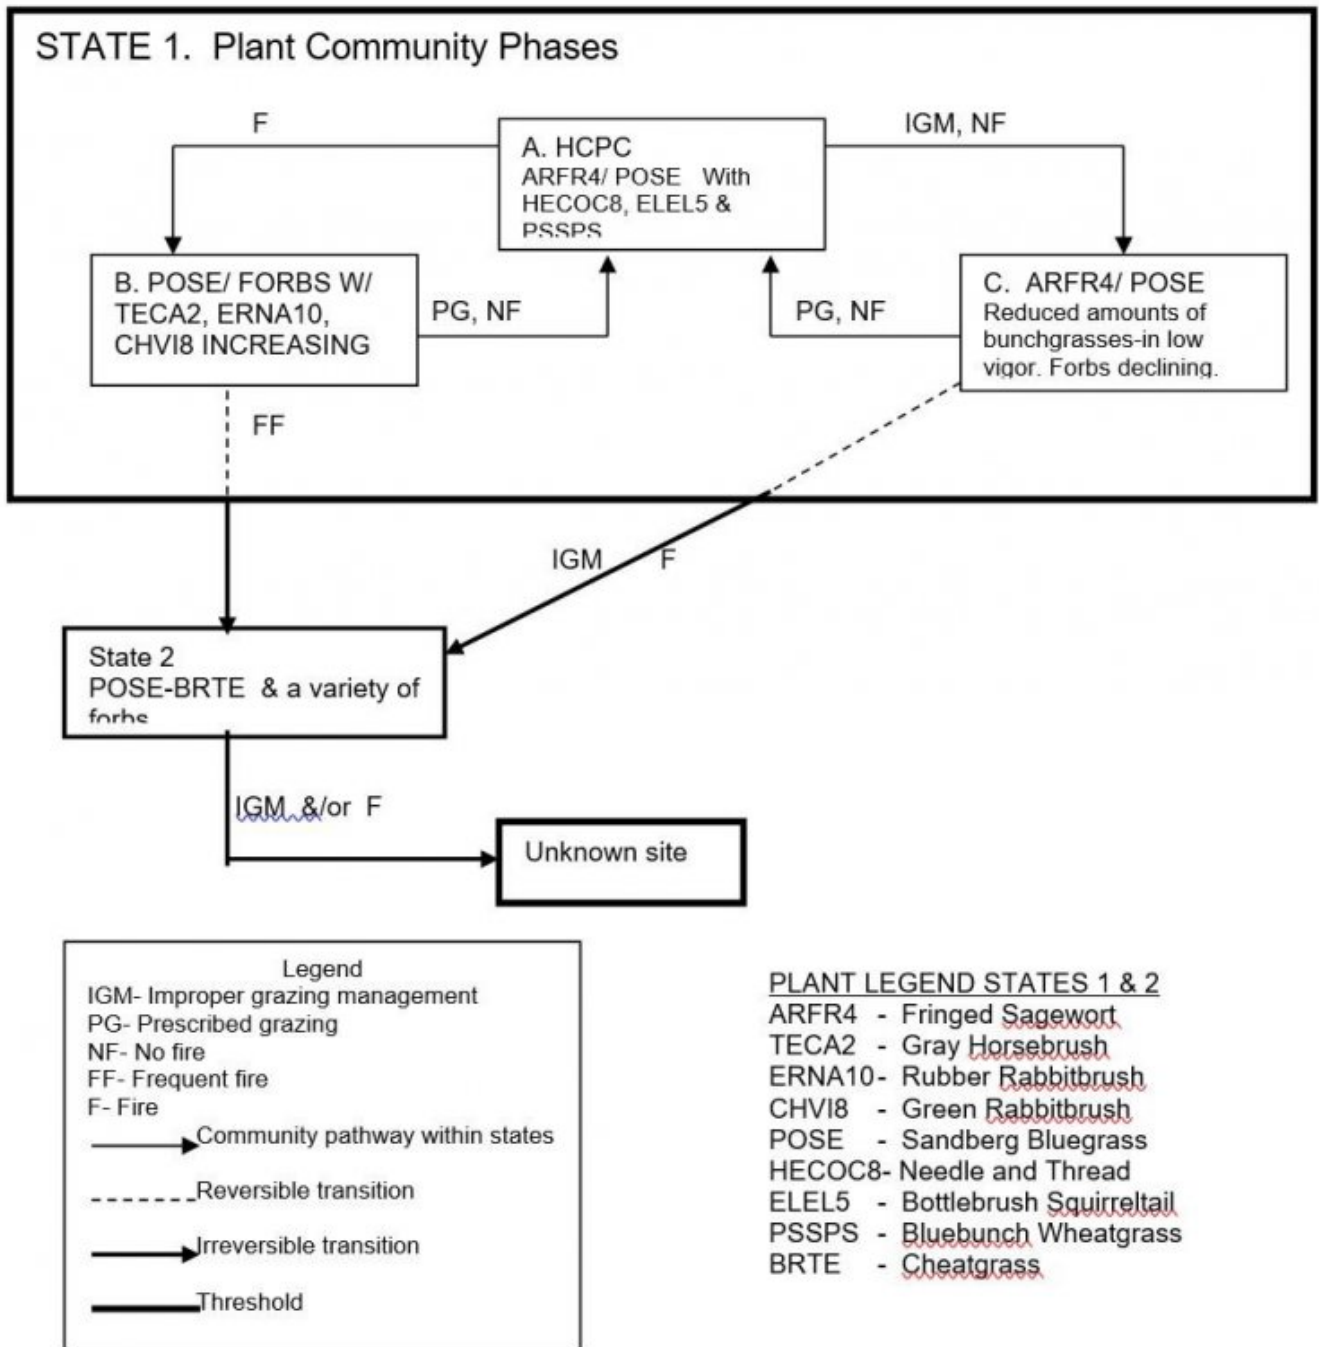 STATE 1. Plant Community Phases
F
IGM, NF
A. HCPC
ARFR4/ POSE With
HECOC8, ELEL5 &
PSSPS
B. POSE/ FORBS W/
TECA2, ERNA10,
CHVI8 INCREASING
PG, NF
PG, NF
C. ARFR4/ POSE
Reduced amounts of
bunchgrasses-in low
vigor. Forbs declining.
FF
IGM F
State 2
POSE-BRTE & a variety of
forbs
IGM &/or F
Unknown site
Legend
IGM- Improper grazing management
PG- Prescribed grazing
NF- No fire
FF- Frequent fire
F- Fire
Community pathway within states
Reversible transition
Irreversible transition
Threshold
PLANT LEGEND STATES 1 & 2
ARFR4 - Fringed Sagewort
TECA2 - Gray Horsebrush
ERNA10- Rubber Rabbitbrush
CHVI8 - Green Rabbitbrush
POSE - Sandberg Bluegrass
HECOC8- Needle and Thread
ELEL5 - Bottlebrush Squirreltail
PSSPS - Bluebunch Wheatgrass
BRTE - Cheatgrass